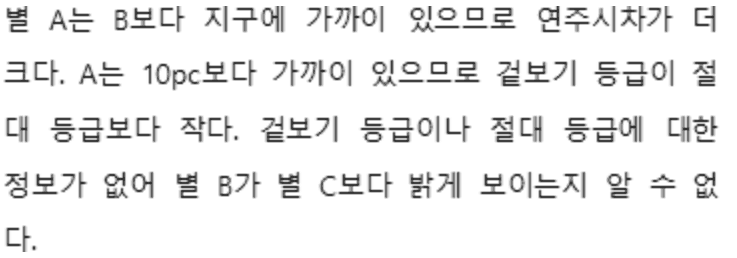 별 A는 B보다 지구에 가까이 있으므로 연주시차가 더
크다. A는 10pc보다 가까이 있으므로 겉보기 등급이 절
대 등급보다 작다. 겉보기 등급이나 절대 등급에 대한
정보가 없어 별 B가 별 C보다 밝게 보이는지 알 수 없
다.